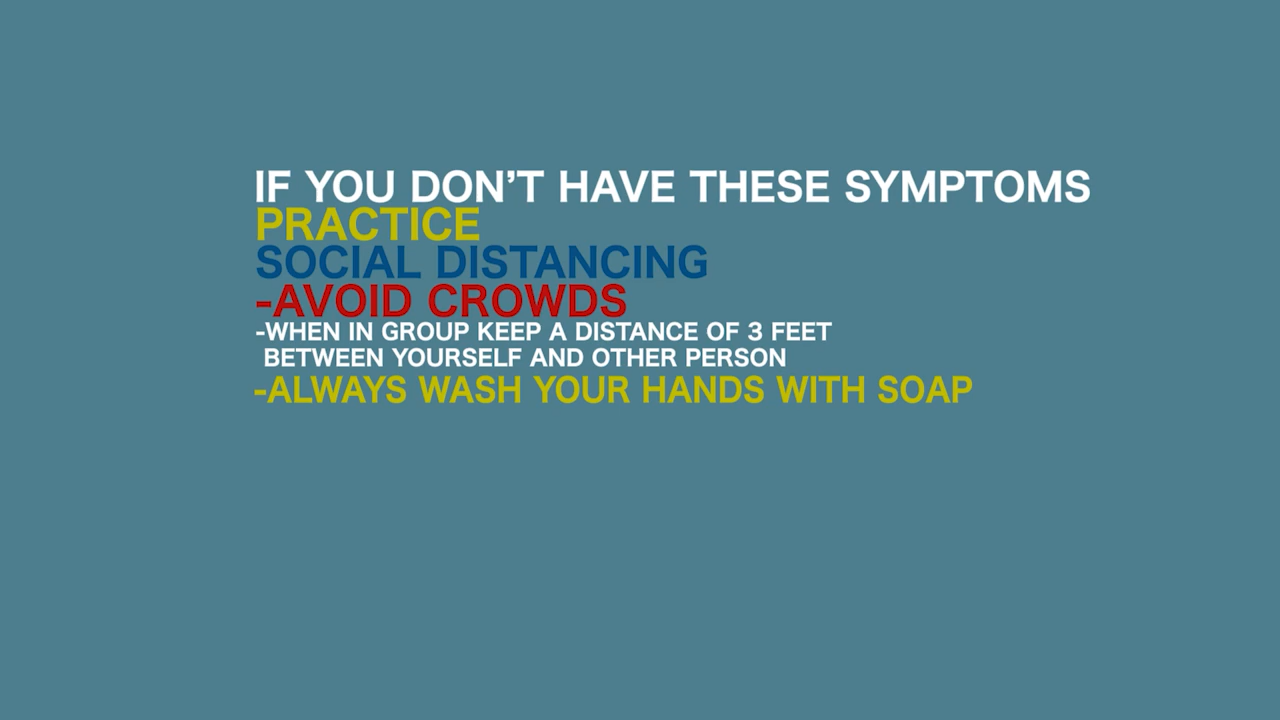 IF YOU DON’T HAVE THESE SYMPTOMS
PRACTICE
SOCIAL DISTANCING
-AVOID CROWDS
-WHEN IN GROUP KEEP A DISTANCE OF 3 FEET
BETWEEN YOURSELF AND OTHER PERSON
-ALWAYS WASH YOUR HANDS WITH SOAP